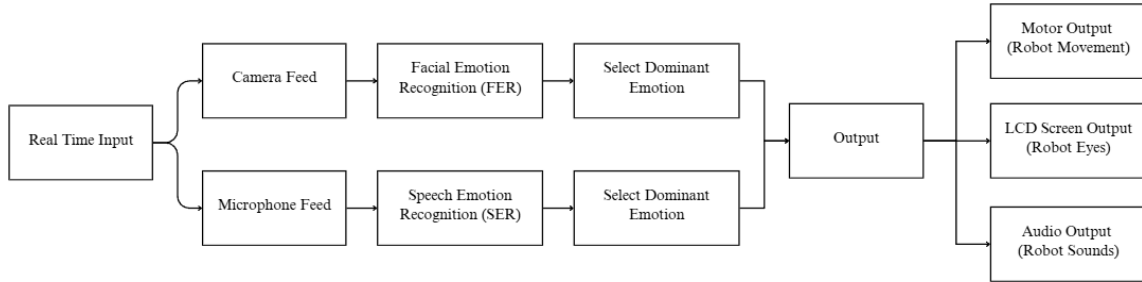 Real Time Input
Camera Feed
Facial Emotion
Recognition (FER)
Select Dominant
Emotion
Microphone Feed
Speech Emotion
Recognition (SER)
Select Dominant
Emotion
Output
Motor Output
(Robot Movement)
LCD Screen Output
(Robot Eyes)
Audio Output
(Robot Sounds)